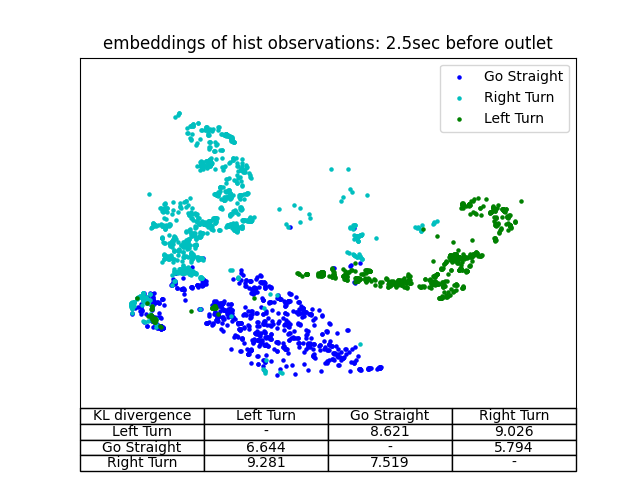 embeddings of hist observations: 2.5sec before outlet
Go Straight
Right Turn
Left Turn
KL divergence Left Turn Go Straight Right Turn
Left Turn - 8.621 9.026
Go Straight 6.644 - 5.794
Right Turn 9.281 7.519 -